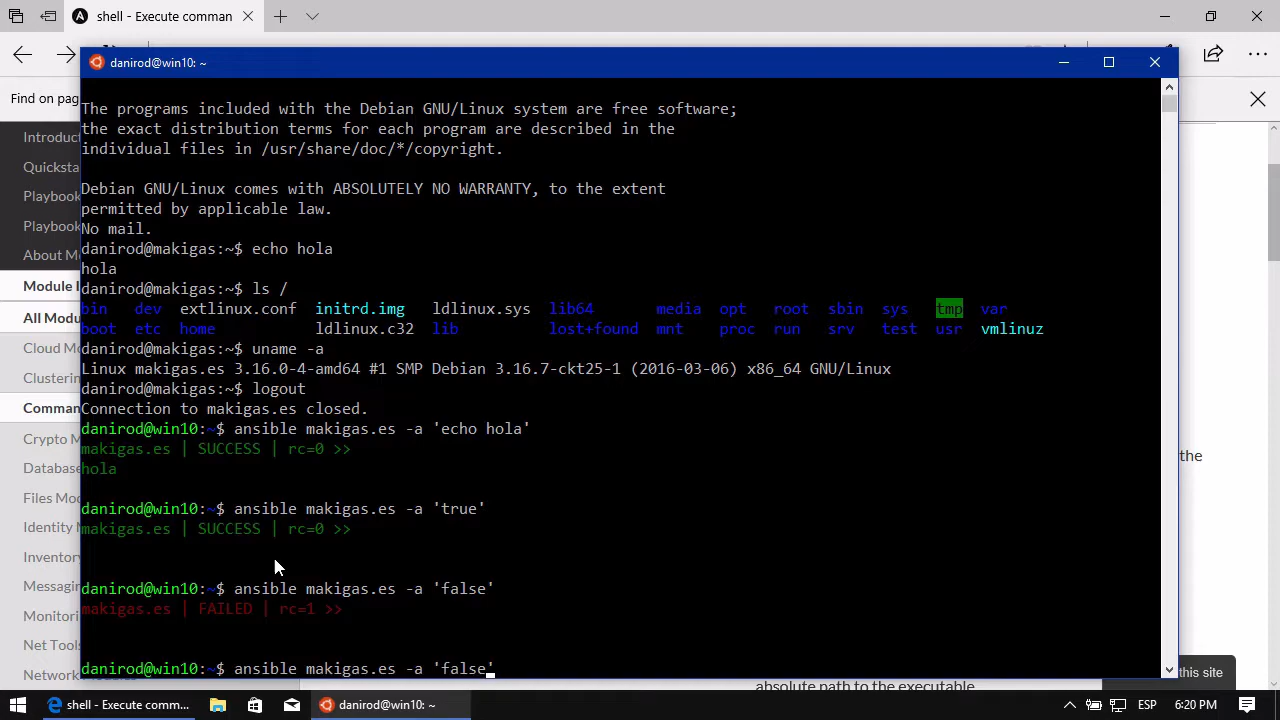 shell - Execute comman
danirod@win10: ~
Find on pag
Introduc
Quicksta
Playbook
Playbook
About Mo
Module I
All Modul
Cloud Mo
Clustering
Comman
Crypto M
Database
Files Mod
Identity M
Inventory
Messaging
Monitori
Net Tools
Network Modules
The programs included with the Debian GNU/Linux system are free software;
the exact distribution terms for each program are described in the
individual files in /usr/share/doc/*/copyright.
Debian GNU/Linux comes with ABSOLUTELY NO WARRANTY, to the extent
permitted by applicable law.
No mail.
danirod@makigas:~$ echo hola
hola
danirod@makigas:~$ ls /
bin dev extlinux.conf initrd.img ldlinux.sys lib64 media opt root sbin sys tmp var
boot etc home ldlinux.c32 lib lost+found mnt proc run srv test usr vmlinuz
danirod@makigas:~$ uname -a
Linux makigas.es 3.16.0-4-amd64 #1 SMP Debian 3.16.7-ckt25-1 (2016-03-06) x86_64 GNU/Linux
danirod@makigas:~$ logout
Connection to makigas.es closed.
danirod@win10:~$ ansible makigas.es -a 'echo hola'
makigas.es | SUCCESS | rc=0 >>
hola
danirod@win10:~$ ansible makigas.es -a 'true'
makigas.es | SUCCESS | rc=0 >>
danirod@win10:~$ ansible makigas.es -a 'false'
makigas.es | FAILED | rc=1 >>
danirod@win10:~$ ansible makigas.es -a 'false'
the
this site
absolute path to the executable
shell - Execute comm...
danirod@win10: ~
ESP
6:20 PM